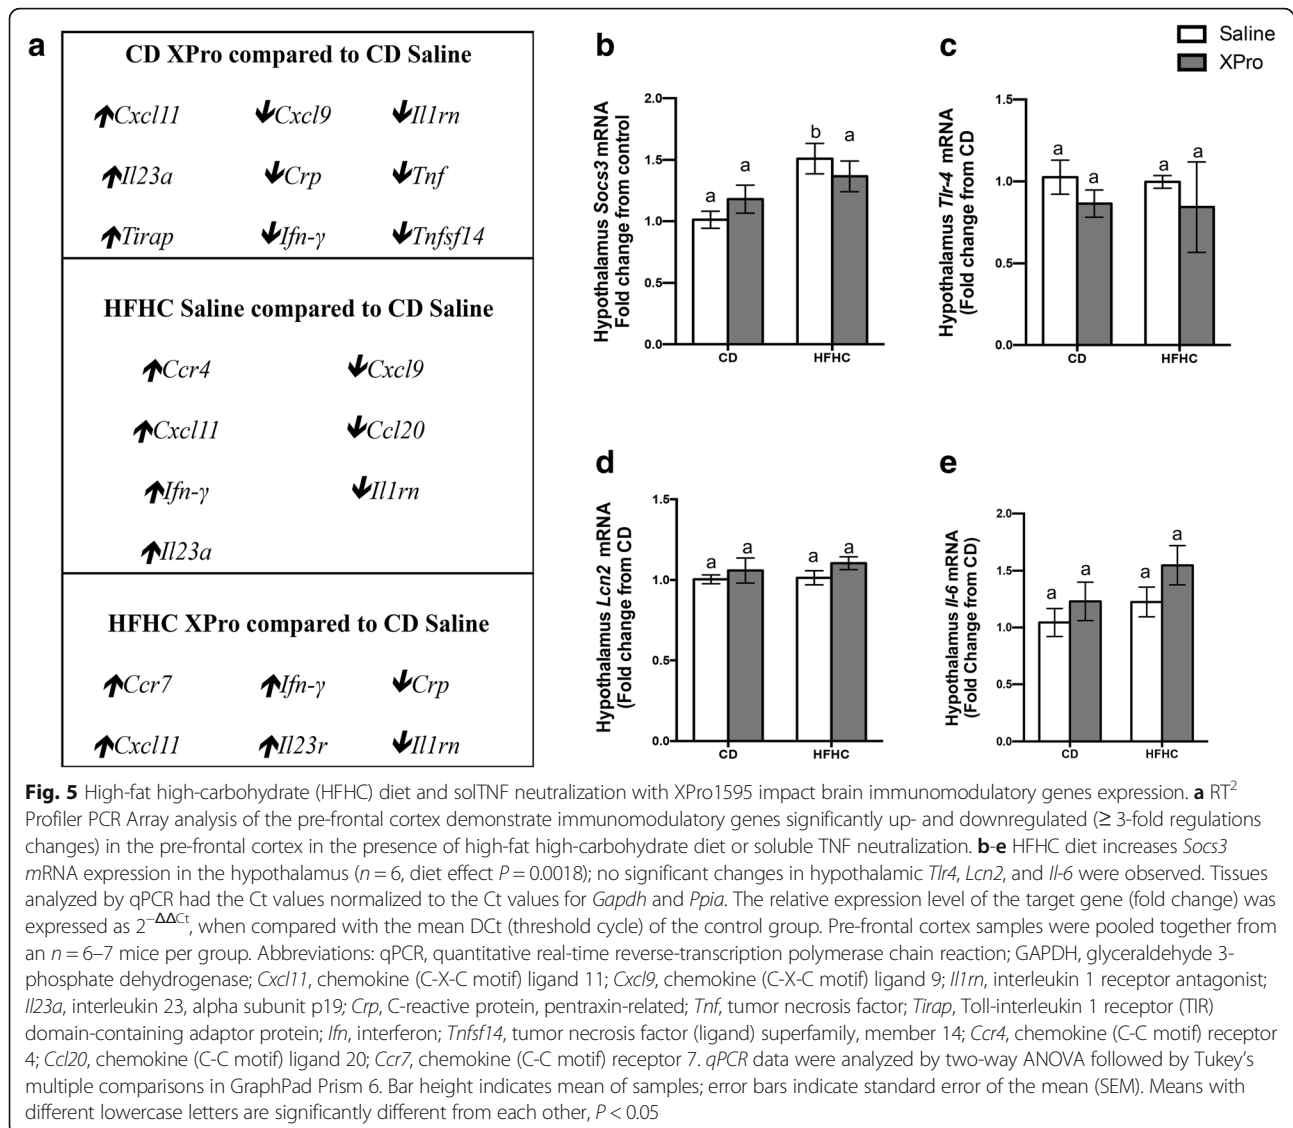 a
CD XPro compared to CD Saline
↑Cxcl11 ↓Cxcl9 ↓Il1rn
↑Il23a ↓Crp ↓Tnf
↑Tirap ↓Ifn-γ ↓Tnfsf14
HFHC Saline compared to CD Saline
↑Ccr4 ↓Cxcl9
↑Cxcl11 ↓Ccl20
↑Ifn-γ ↓Il1rn
↑Il23a
HFHC XPro compared to CD Saline
↑Ccr7 ↑Ifn-γ ↓Crp
↑Cxcl11 ↑Il23r ↓Il1rn
Saline
XPro
b
Hypothalamus Socs3 mRNA
Fold change from control
2.0
1.5
1.0
0.5
0.0
a a b a
CD HFHC
c
Hypothalamus Tlr-4 mRNA
(Fold change from CD)
1.5
1.0
0.5
0.0
a a a a
CD HFHC
d
Hypothalamus Lcn2 mRNA
(Fold change from CD)
1.5
1.0
0.5
0.0
a a a a
CD HFHC
e
Hypothalamus Il-6 mRNA
(Fold Change from CD)
2.0
1.5
1.0
0.5
0.0
a a a a
CD HFHC
Fig. 5 High-fat high-carbohydrate (HFHC) diet and solTNF neutralization with XPro1595 impact brain immunomodulatory genes expression. a RT²
Profiler PCR Array analysis of the pre-frontal cortex demonstrate immunomodulatory genes significantly up- and downregulated (≥ 3-fold regulations
changes) in the pre-frontal cortex in the presence of high-fat high-carbohydrate diet or soluble TNF neutralization. b-e HFHC diet increases Socs3
mRNA expression in the hypothalamus (n = 6, diet effect P = 0.0018); no significant changes in hypothalamic Tlr4, Lcn2, and Il-6 were observed. Tissues
analyzed by qPCR had the Ct values normalized to the Ct values for Gapdh and Ppia. The relative expression level of the target gene (fold change) was
expressed as 2^−ΔΔCt, when compared with the mean DCt (threshold cycle) of the control group. Pre-frontal cortex samples were pooled together from
an n = 6–7 mice per group. Abbreviations: qPCR, quantitative real-time reverse-transcription polymerase chain reaction; GAPDH, glyceraldehyde 3-
phosphate dehydrogenase; Cxcl11, chemokine (C-X-C motif) ligand 11; Cxcl9, chemokine (C-X-C motif) ligand 9; Il1rn, interleukin 1 receptor antagonist;
Il23a, interleukin 23, alpha subunit p19; Crp, C-reactive protein, pentraxin-related; Tnf, tumor necrosis factor; Tirap, Toll-interleukin 1 receptor (TIR)
domain-containing adaptor protein; Ifn, interferon; Tnfsf14, tumor necrosis factor (ligand) superfamily, member 14; Ccr4, chemokine (C-C motif) receptor
4; Ccl20, chemokine (C-C motif) ligand 20; Ccr7, chemokine (C-C motif) receptor 7. qPCR data were analyzed by two-way ANOVA followed by Tukey's
multiple comparisons in GraphPad Prism 6. Bar height indicates mean of samples; error bars indicate standard error of the mean (SEM). Means with
different lowercase letters are significantly different from each other, P < 0.05